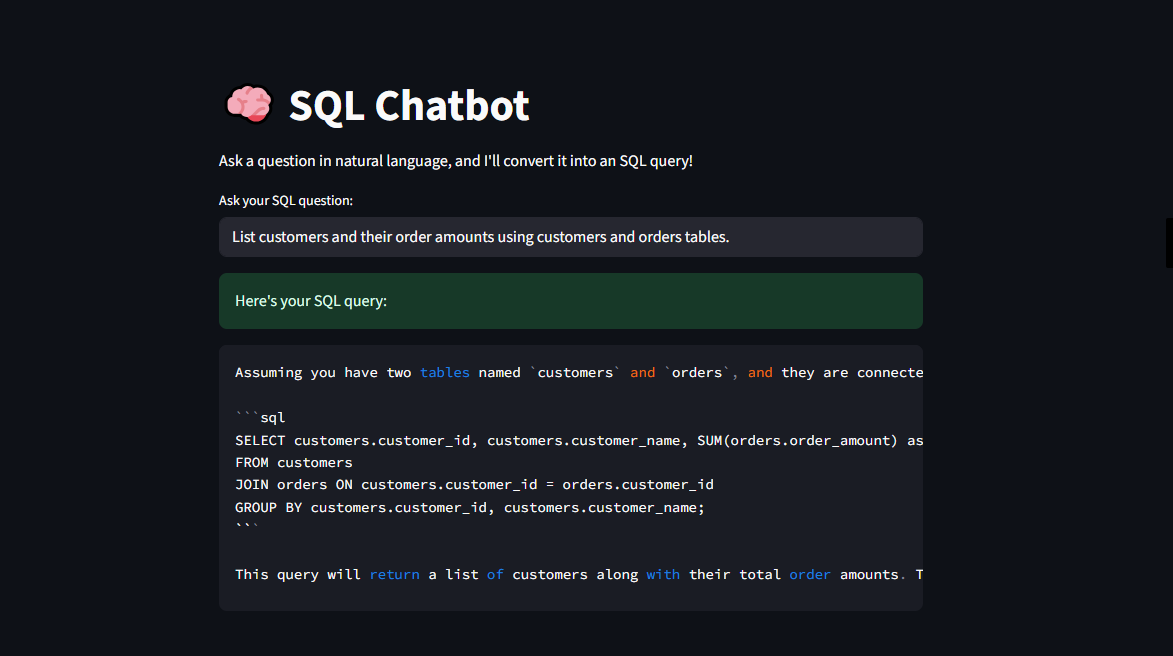 SQL Chatbot
Ask a question in natural language, and I'll convert it into an SQL query!
Ask your SQL question:
List customers and their order amounts using customers and orders tables.
Here's your SQL query:
Assuming you have two tables named `customers` and `orders`, and they are connecte
```sql
SELECT customers.customer_id, customers.customer_name, SUM(orders.order_amount) as
FROM customers
JOIN orders ON customers.customer_id = orders.customer_id
GROUP BY customers.customer_id, customers.customer_name;
```
This query will return a list of customers along with their total order amounts. T